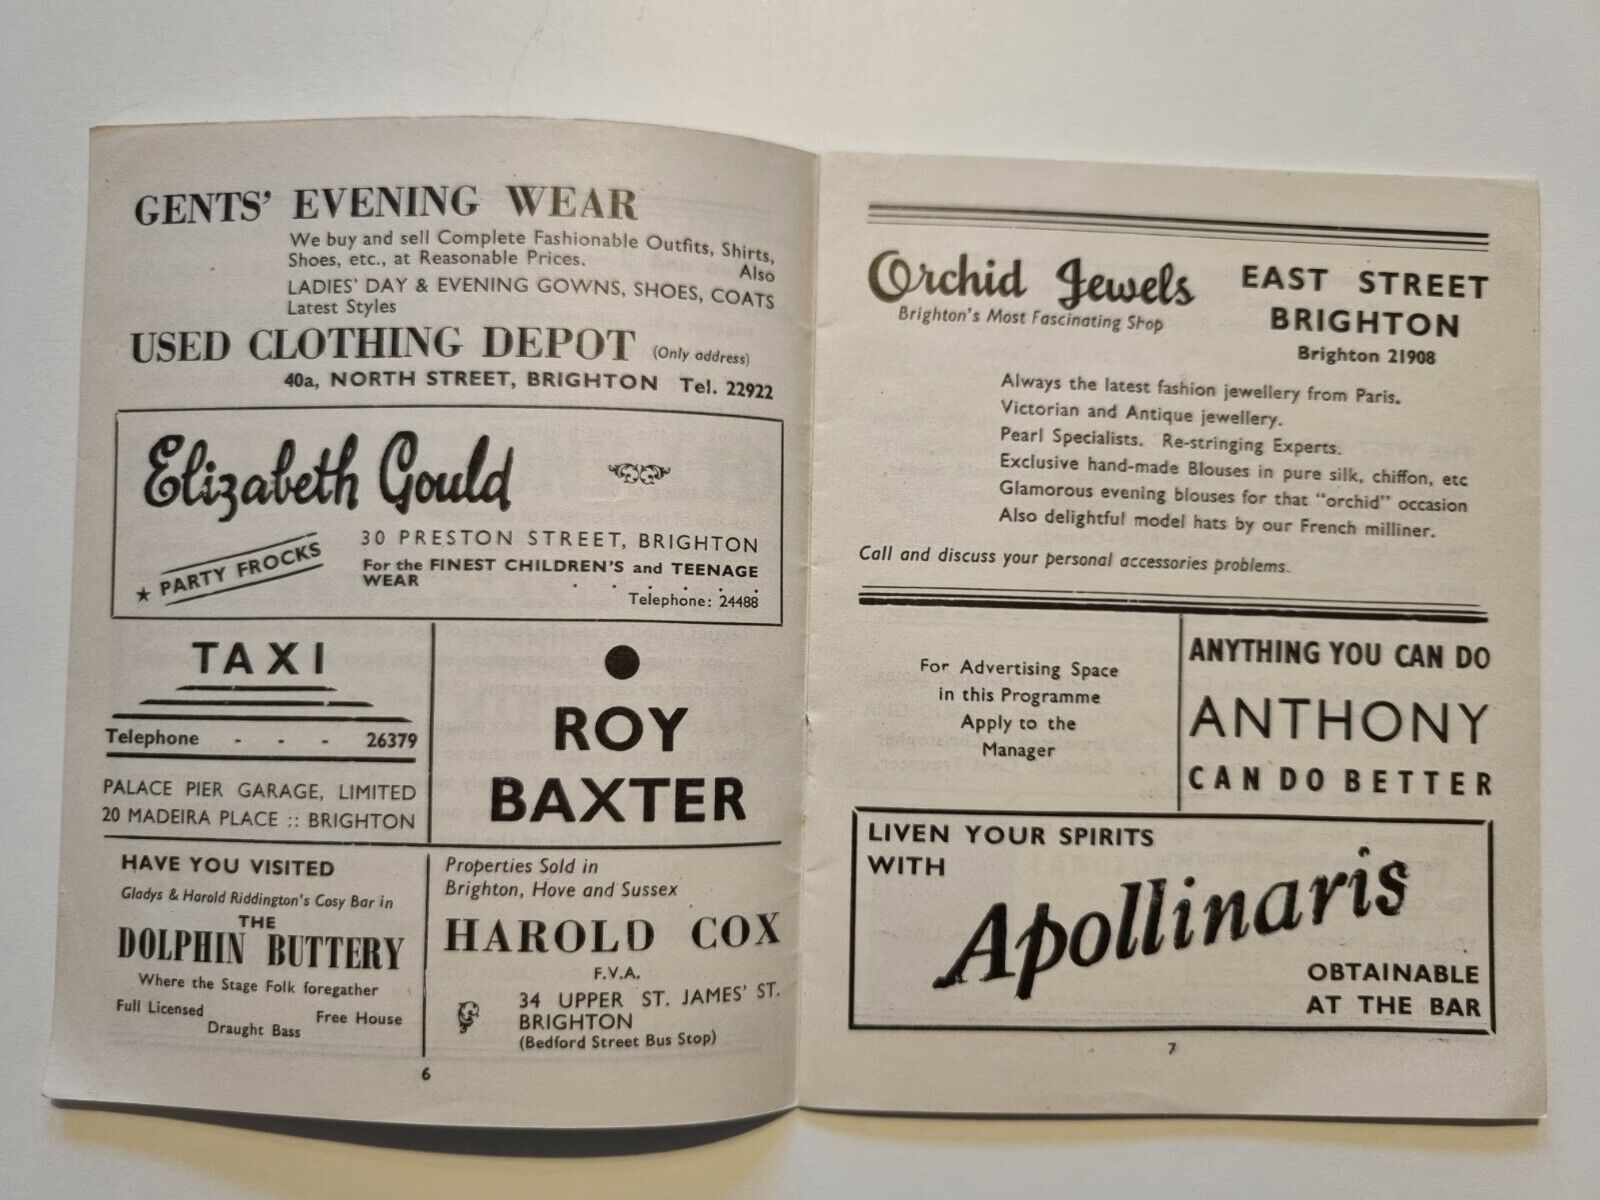 GENTS' EVENING WEAR
We buy and sell Complete Fashionable Outfits, Shirts,
Shoes, etc., at Reasonable Prices.
Also
LADIES' DAY & EVENING GOWNS, SHOES, COATS
Latest Styles
USED CLOTHING DEPOT (Only address)
40a, NORTH STREET, BRIGHTON Tel. 22922
Elizabeth Gould
30 PRESTON STREET, BRIGHTON
★ PARTY FROCKS
For the FINEST CHILDREN'S and TEENAGE
WEAR . . . . .
Telephone: 24488
TAXI
Telephone - - - 26379
PALACE PIER GARAGE, LIMITED
20 MADEIRA PLACE :: BRIGHTON
ROY
BAXTER
HAVE YOU VISITED
Gladys & Harold Riddington's Cosy Bar in
THE
DOLPHIN BUTTERY
Where the Stage Folk foregather
Full Licensed Free House
Draught Bass
Properties Sold in
Brighton, Hove and Sussex
HAROLD COX
F.V.A.
34 UPPER ST. JAMES' ST.
BRIGHTON
(Bedford Street Bus Stop)
6
Orchid Jewels
Brighton's Most Fascinating Shop
EAST STREET
BRIGHTON
Brighton 21908
Always the latest fashion jewellery from Paris.
Victorian and Antique jewellery.
Pearl Specialists. Re-stringing Experts.
Exclusive hand-made Blouses in pure silk, chiffon, etc
Glamorous evening blouses for that "orchid" occasion
Also delightful model hats by our French milliner.
Call and discuss your personal accessories problems.
For Advertising Space
in this Programme
Apply to the
Manager
ANYTHING YOU CAN DO
ANTHONY
CAN DO BETTER
LIVEN YOUR SPIRITS
WITH
Apollinaris
OBTAINABLE
AT THE BAR
7